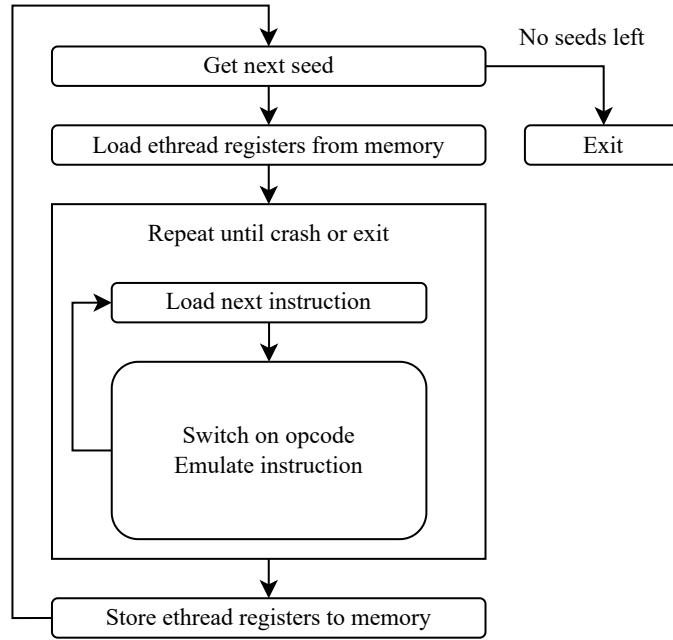 No seeds left
Get next seed
Exit
Load ethread registers from memory
Repeat until crash or exit
Load next instruction
Switch on opcode
Emulate instruction
Store ethread registers to memory